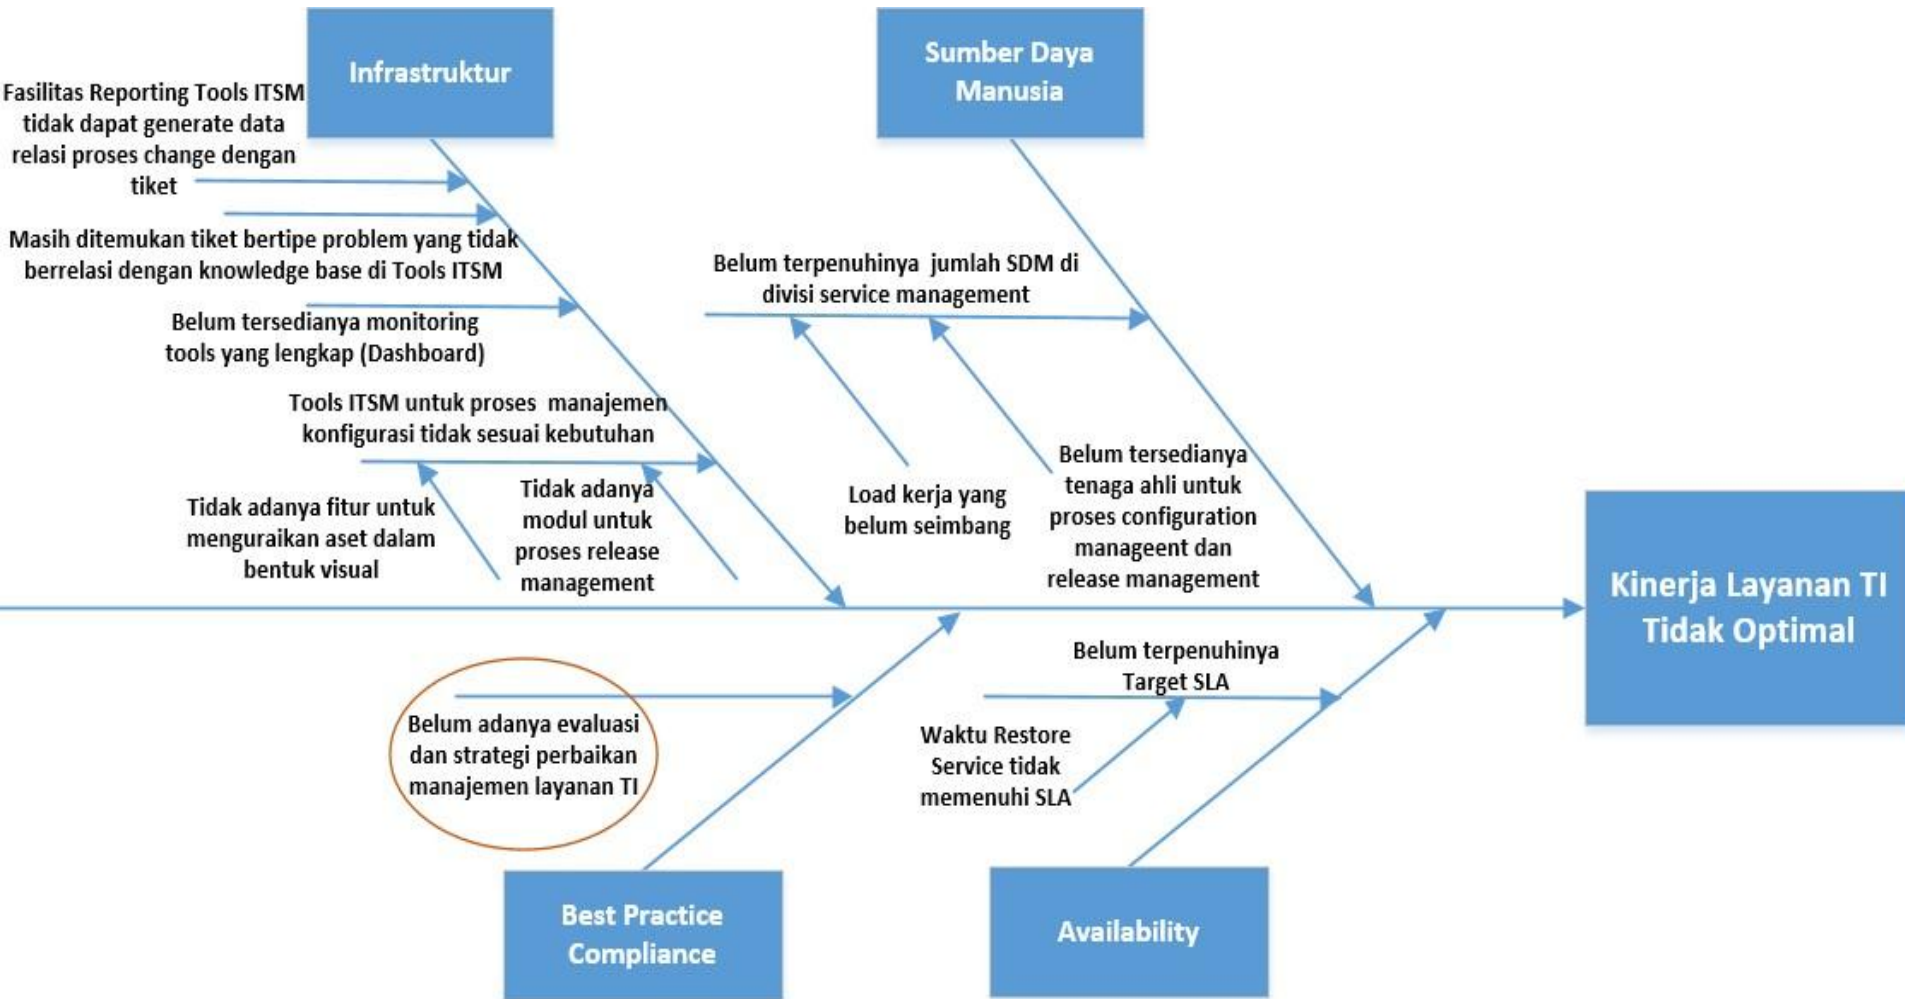 Infrastruktur
Sumber Daya
Manusia
Fasilitas Reporting Tools ITSM
tidak dapat generate data
relasi proses change dengan
tiket
Masih ditemukan tiket bertipe problem yang tidak
berrelasi dengan knowledge base di Tools ITSM
Belum tersedianya monitoring
tools yang lengkap (Dashboard)
Tools ITSM untuk proses manajemen
konfigurasi tidak sesuai kebutuhan
Tidak adanya fitur untuk
menguraikan aset dalam
bentuk visual
Tidak adanya
modul untuk
proses release
management
Belum terpenuhinya jumlah SDM di
divisi service management
Load kerja yang
belum seimbang
Belum tersedianya
tenaga ahli untuk
proses configuration
manageent dan
release management
Kinerja Layanan TI
Tidak Optimal
Belum adanya evaluasi
dan strategi perbaikan
manajemen layanan TI
Belum terpenuhinya
Target SLA
Waktu Restore
Service tidak
memenuhi SLA
Best Practice
Compliance
Availability